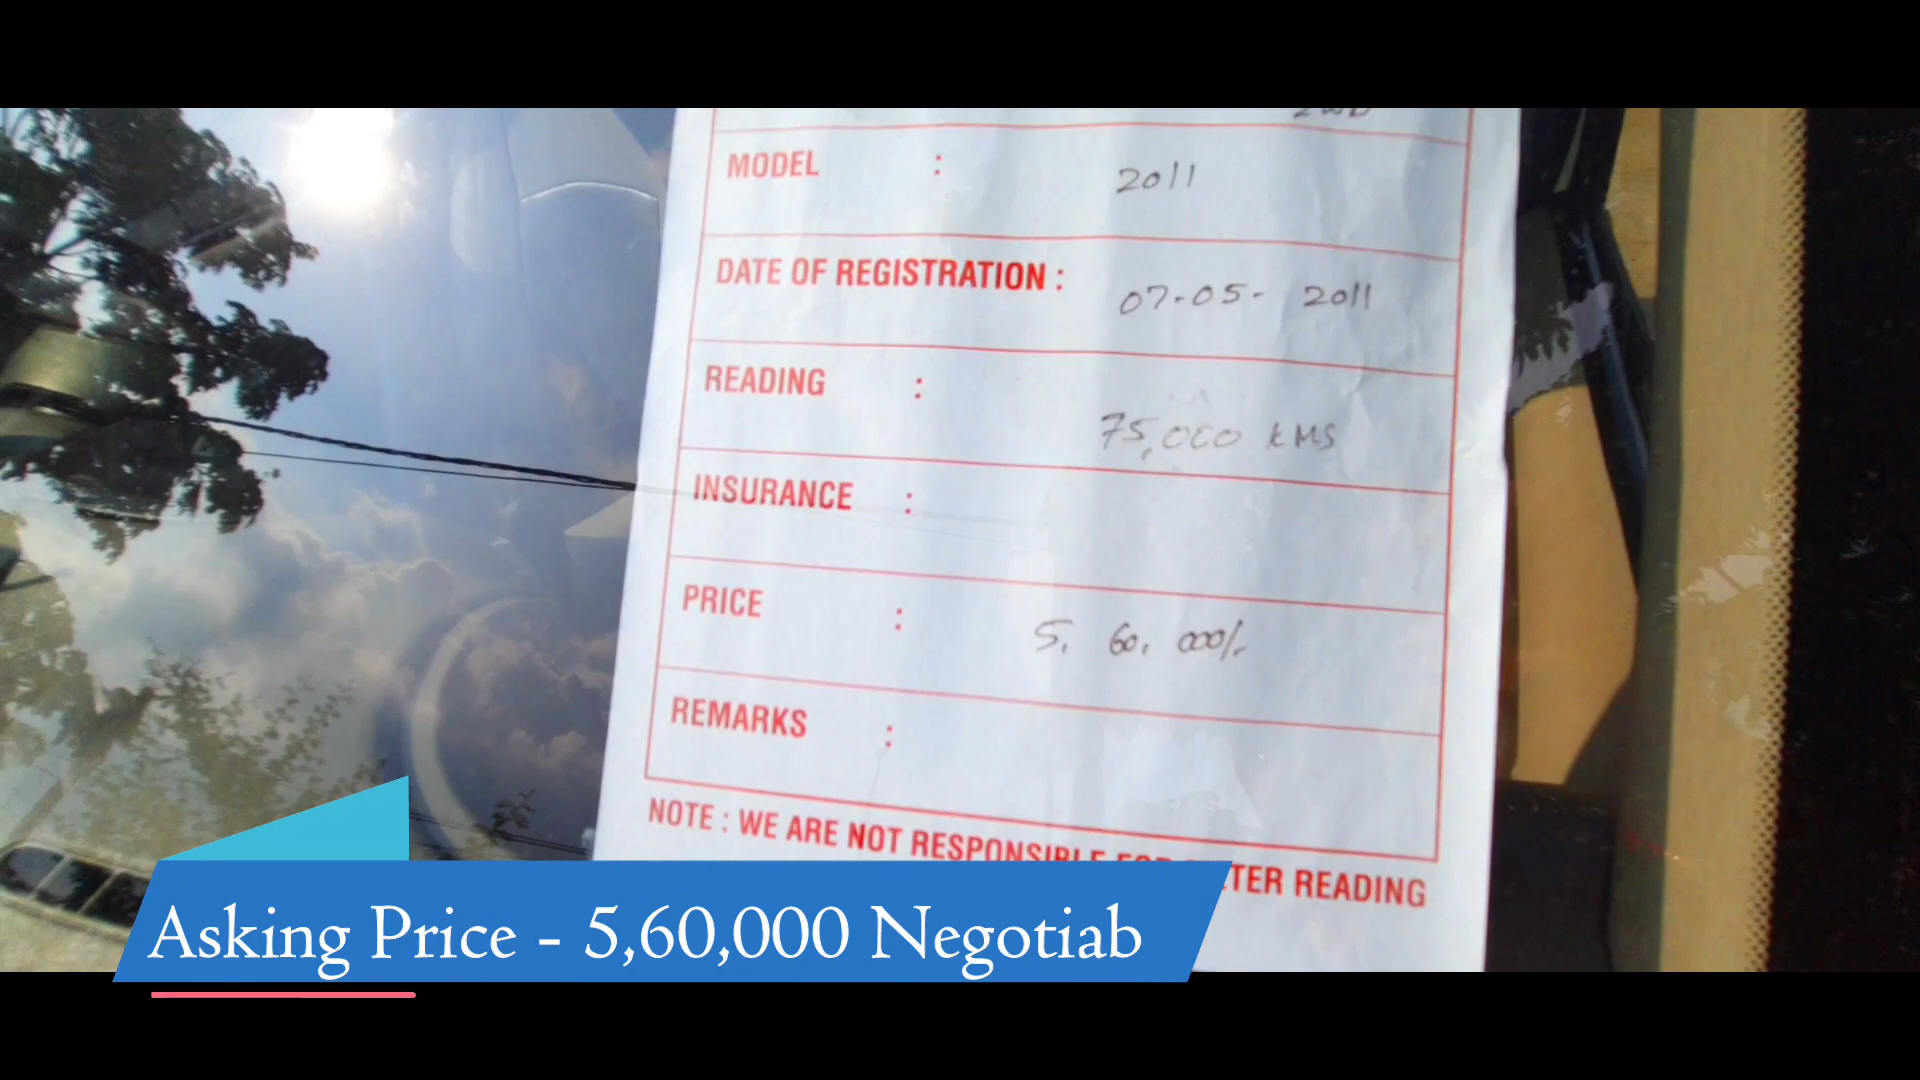 MODEL : 2011
DATE OF REGISTRATION : 07-05- 2011
READING : 75,000 KMS
INSURANCE :
PRICE : 5, 60, 000/-
REMARKS :
NOTE : WE ARE NOT RESPONSIBLE READING
Asking Price - 5,60,000 Negotiab